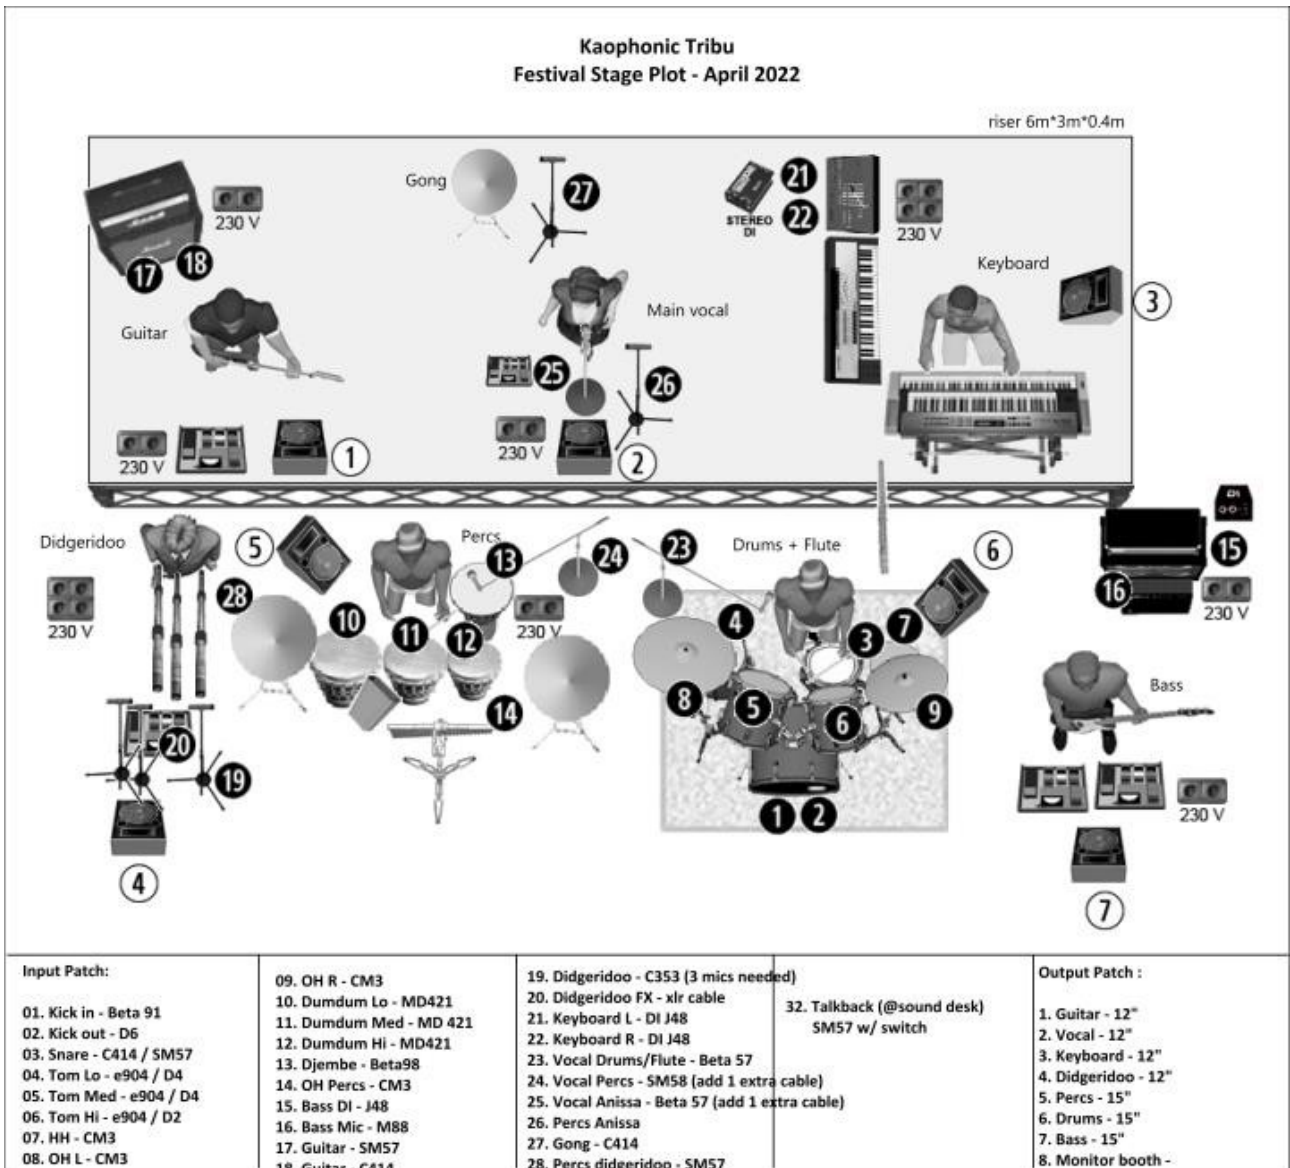 Kaophonic Tribu
Festival Stage Plot - April 2022
riser 6m*3m*0.4m
Gong
27
21
22
STEREO
DI
230 V
230 V
17
18
Keyboard
3
Main vocal
Guitar
25
26
230 V
1
230 V
2
Didgeridoo
5
Percs
13
24
23
Drums + Flute
6
DI
15
16
230 V
230 V
28
10
11
12
230 V
4
3
7
8
5
6
9
14
Bass
20
19
1
2
230 V
4
7
Input Patch:
01. Kick in - Beta 91
02. Kick out - D6
03. Snare - C414 / SM57
04. Tom Lo - e904 / D4
05. Tom Med - e904 / D4
06. Tom Hi - e904 / D2
07. HH - CM3
08. OH L - CM3
09. OH R - CM3
10. Dumdum Lo - MD421
11. Dumdum Med - MD 421
12. Dumdum Hi - MD421
13. Djembe - Beta98
14. OH Percs - CM3
15. Bass DI - J48
16. Bass Mic - M88
17. Guitar - SM57
18. Guitar - C414
19. Didgeridoo - C353 (3 mics needed)
20. Didgeridoo FX - xlr cable
21. Keyboard L - DI J48
22. Keyboard R - DI J48
23. Vocal Drums/Flute - Beta 57
24. Vocal Percs - SM58 (add 1 extra cable)
25. Vocal Anissa - Beta 57 (add 1 extra cable)
26. Percs Anissa
27. Gong - C414
28. Percs didgeridoo - SM57
32. Talkback (@sound desk)
SM57 w/ switch
Output Patch :
1. Guitar - 12"
2. Vocal - 12"
3. Keyboard - 12"
4. Didgeridoo - 12"
5. Percs - 15"
6. Drums - 15"
7. Bass - 15"
8. Monitor booth -